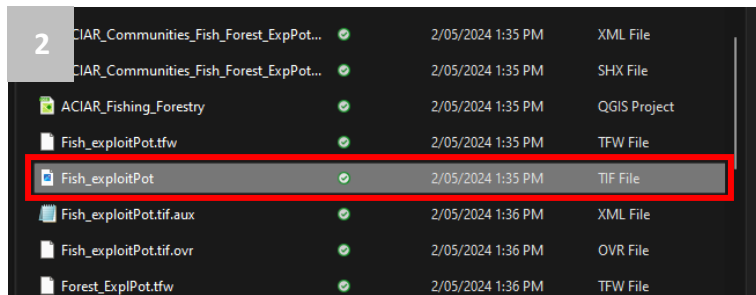 2
CIAR_Communities_Fish_Forest_ExpPot... 2/05/2024 1:35 PM XML File
CIAR_Communities_Fish_Forest_ExpPot... 2/05/2024 1:35 PM SHX File
ACIAR_Fishing_Forestry 2/05/2024 1:35 PM QGIS Project
Fish_exploitPot.tfw 2/05/2024 1:35 PM TFW File
Fish_exploitPot 2/05/2024 1:35 PM TIF File
Fish_exploitPot.tif.aux 2/05/2024 1:36 PM XML File
Fish_exploitPot.tif.ovr 2/05/2024 1:36 PM OVR File
Forest_ExplPot.tfw 2/05/2024 1:36 PM TFW File